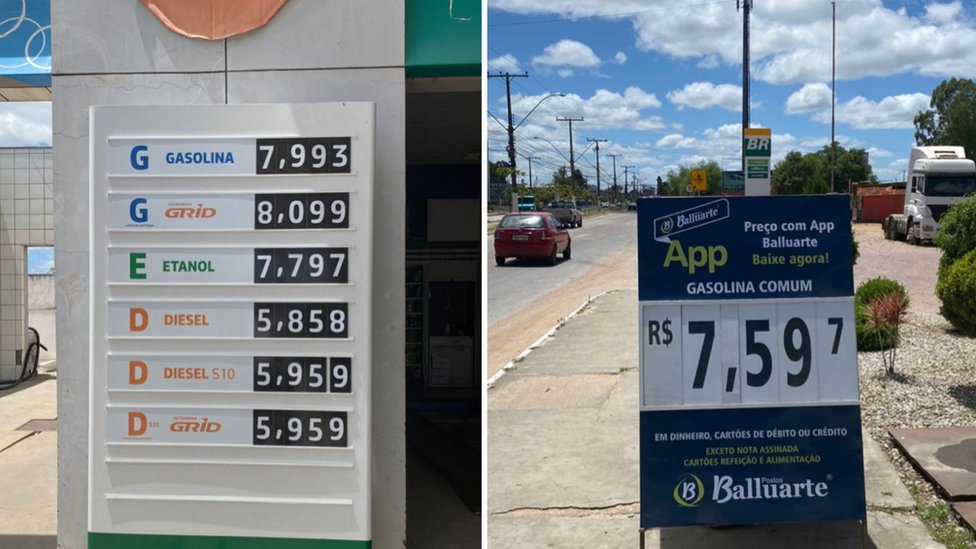 G GASOLINA 7,993
G PETROBRAS GRID 8,099
E ETANOL 7,797
D DIESEL 5,858
D DIESEL S10 5,959
D S10 PETROBRAS GRID 5,959
BR
B Balluarte
App
Preço com App
Balluarte
Baixe agora!
GASOLINA COMUM
R$ 7,597
EM DINHEIRO, CARTÕES DE DÉBITO OU CRÉDITO
EXCETO NOTA ASSINADA
CARTÕES REFEIÇÃO E ALIMENTAÇÃO
B Postos Balluarte®